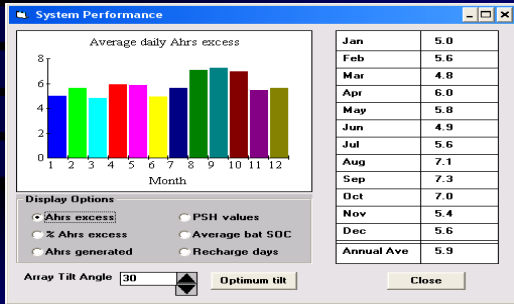 System Performance
Average daily Ahrs excess
8
6
4
2
0
1 2 3 4 5 6 7 8 9 10 11 12
Month
Display Options
Ahrs excess
PSH values
% Ahrs excess
Average bat SOC
Ahrs generated
Recharge days
Array Tilt Angle 30 Optimum tilt
Jan 5.0
Feb 5.6
Mar 4.8
Apr 6.0
May 5.8
Jun 4.9
Jul 5.6
Aug 7.1
Sep 7.3
Oct 7.0
Nov 5.4
Dec 5.6
Annual Ave 5.9
Close